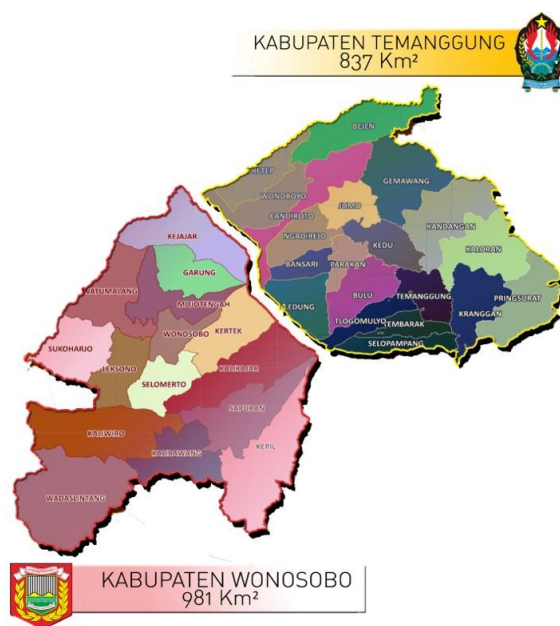 KABUPATEN TEMANGGUNG
837 Km²
BEJEN
WONOBOYO
GEMAWANG
CANDIROTO
JUMO
KANDANGAN
NGADIREJO
KEDU
KALORAN
BANSARI
PARAKAN
BULU
TEMANGGUNG
PRINGSURAT
TLOGOMULYO
KRANGGAN
TEMBARAK
SELOPAMPANG
KEJAJAR
GARUNG
WATUMALANG
MOJOTENGAH
WONOSOBO
KERTEK
SUKOHARJO
LEKSONO
KALIKAJAR
SELOMERTO
SAPURAN
KALIWIRO
KALIBAWANG
KEPIL
WADASLINTANG
KABUPATEN WONOSOBO
981 Km²